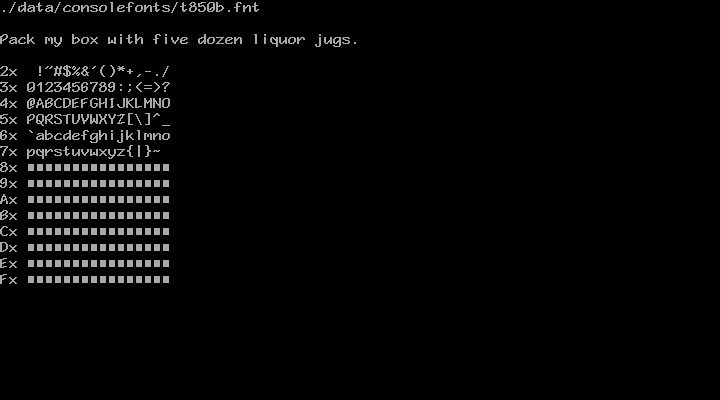 ./data/consolefonts/t850b.fnt
Pack my box with five dozen liquor jugs.
2x  !"#$%&´()*+,-./
3x 0123456789:;<=>?
4x @ABCDEFGHIJKLMNO
5x PQRSTUVWXYZ[\]^_
6x `abcdefghijklmno
7x pqrstuvwxyz{|}~
8x ■■■■■■■■■■■■■■■■
9x ■■■■■■■■■■■■■■■■
Ax ■■■■■■■■■■■■■■■■
Bx ■■■■■■■■■■■■■■■■
Cx ■■■■■■■■■■■■■■■■
Dx ■■■■■■■■■■■■■■■■
Ex ■■■■■■■■■■■■■■■■
Fx ■■■■■■■■■■■■■■■■